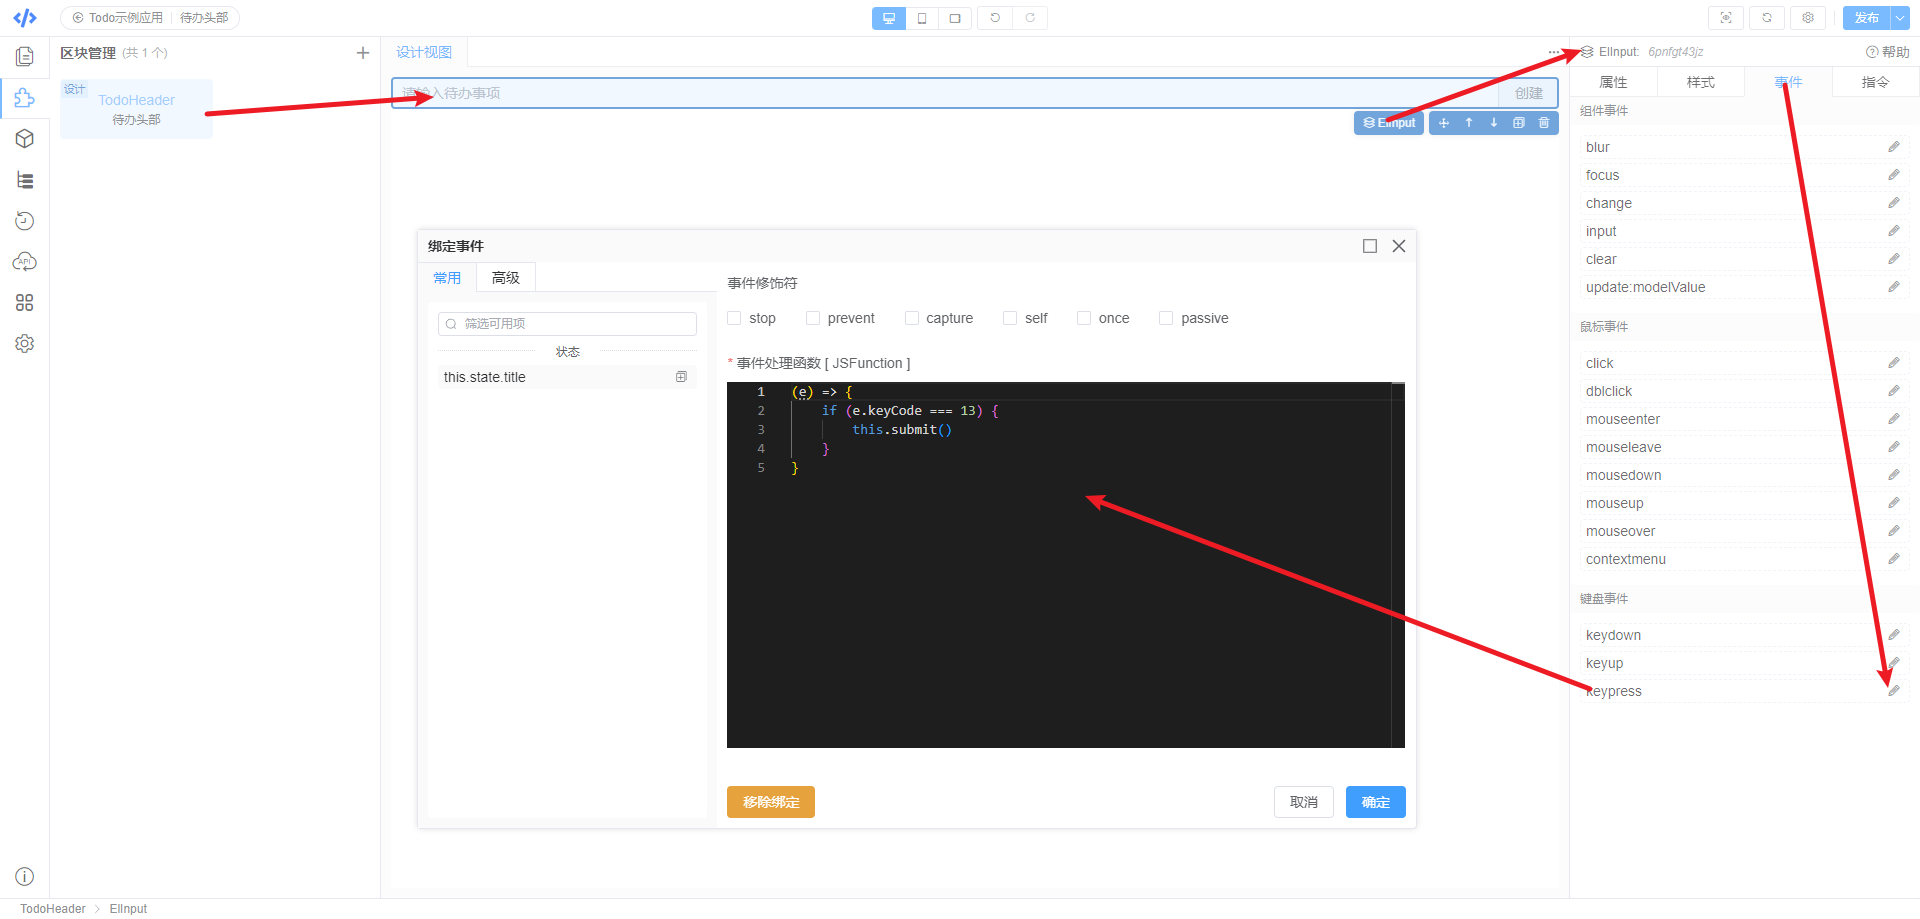 Todo示例应用 待办头部
发布
区块管理 (共 1 个)
设计
TodoHeader
待办头部
设计视图
请输入待办事项
创建
ElInput
ElInput: 6pnfgt43jz
帮助
属性 样式 事件 指令
组件事件
blur
focus
change
input
clear
update:modelValue
鼠标事件
click
dblclick
mouseenter
mouseleave
mousedown
mouseup
mouseover
contextmenu
键盘事件
keydown
keyup
keypress
绑定事件
常用 高级
筛选可用项
状态
this.state.title
事件修饰符
stop prevent capture self once passive
* 事件处理函数 [ JSFunction ]
1 (e) => {
2 if (e.keyCode === 13) {
3 this.submit()
4 }
5 }
移除绑定
取消 确定
API
TodoHeader > ElInput